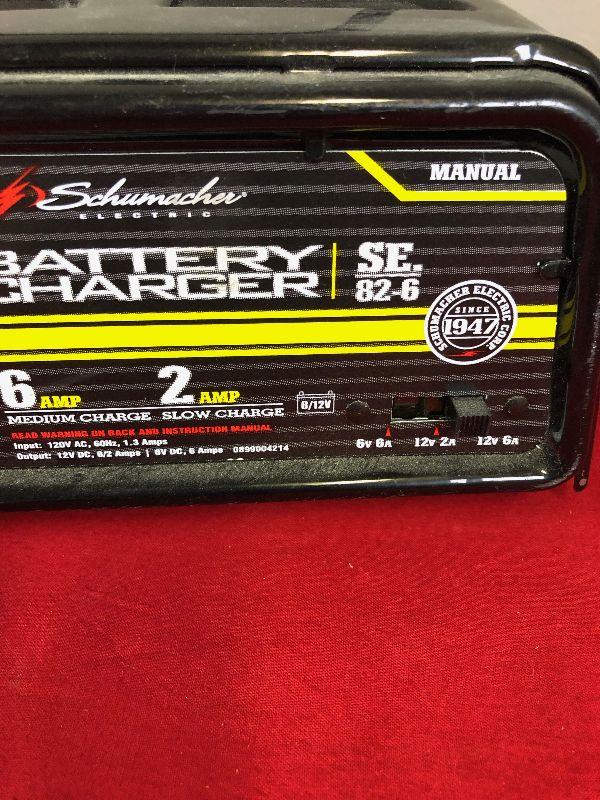 Schumacher
ELECTRIC
MANUAL
BATTERY
CHARGER
SE.
82-6
SCHUMACHER ELECTRIC CORP
SINCE
1947
6 AMP
MEDIUM CHARGE
2 AMP
SLOW CHARGE
6/12V
6V 6A
12V 2A
12V 6A
READ WARNING ON BACK AND INSTRUCTION MANUAL
Input: 120V AC, 60Hz, 1.3 Amps
Output: 12V DC, 6/2 Amps | 6V DC, 6 Amps 0899004214